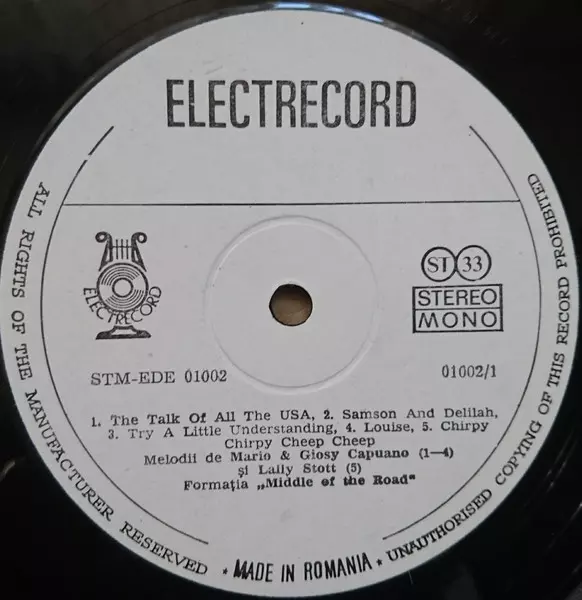 ELECTRECORD
ELECTRECORD
ST 33
STEREO
MONO
STM-EDE 01002
01002/1
1. The Talk Of All The USA, 2. Samson And Delilah,
3. Try A Little Understanding, 4. Louise, 5. Chirpy
Chirpy Cheep Cheep
Melodii de Mario & Giosy Capuano (1—4)
și Lally Stott (5)
Formația „Middle of the Road"
ALL RIGHTS OF THE MANUFACTURER RESERVED * MADE IN ROMANIA * UNAUTHORISED COPYING OF THIS RECORD PROHIBITED